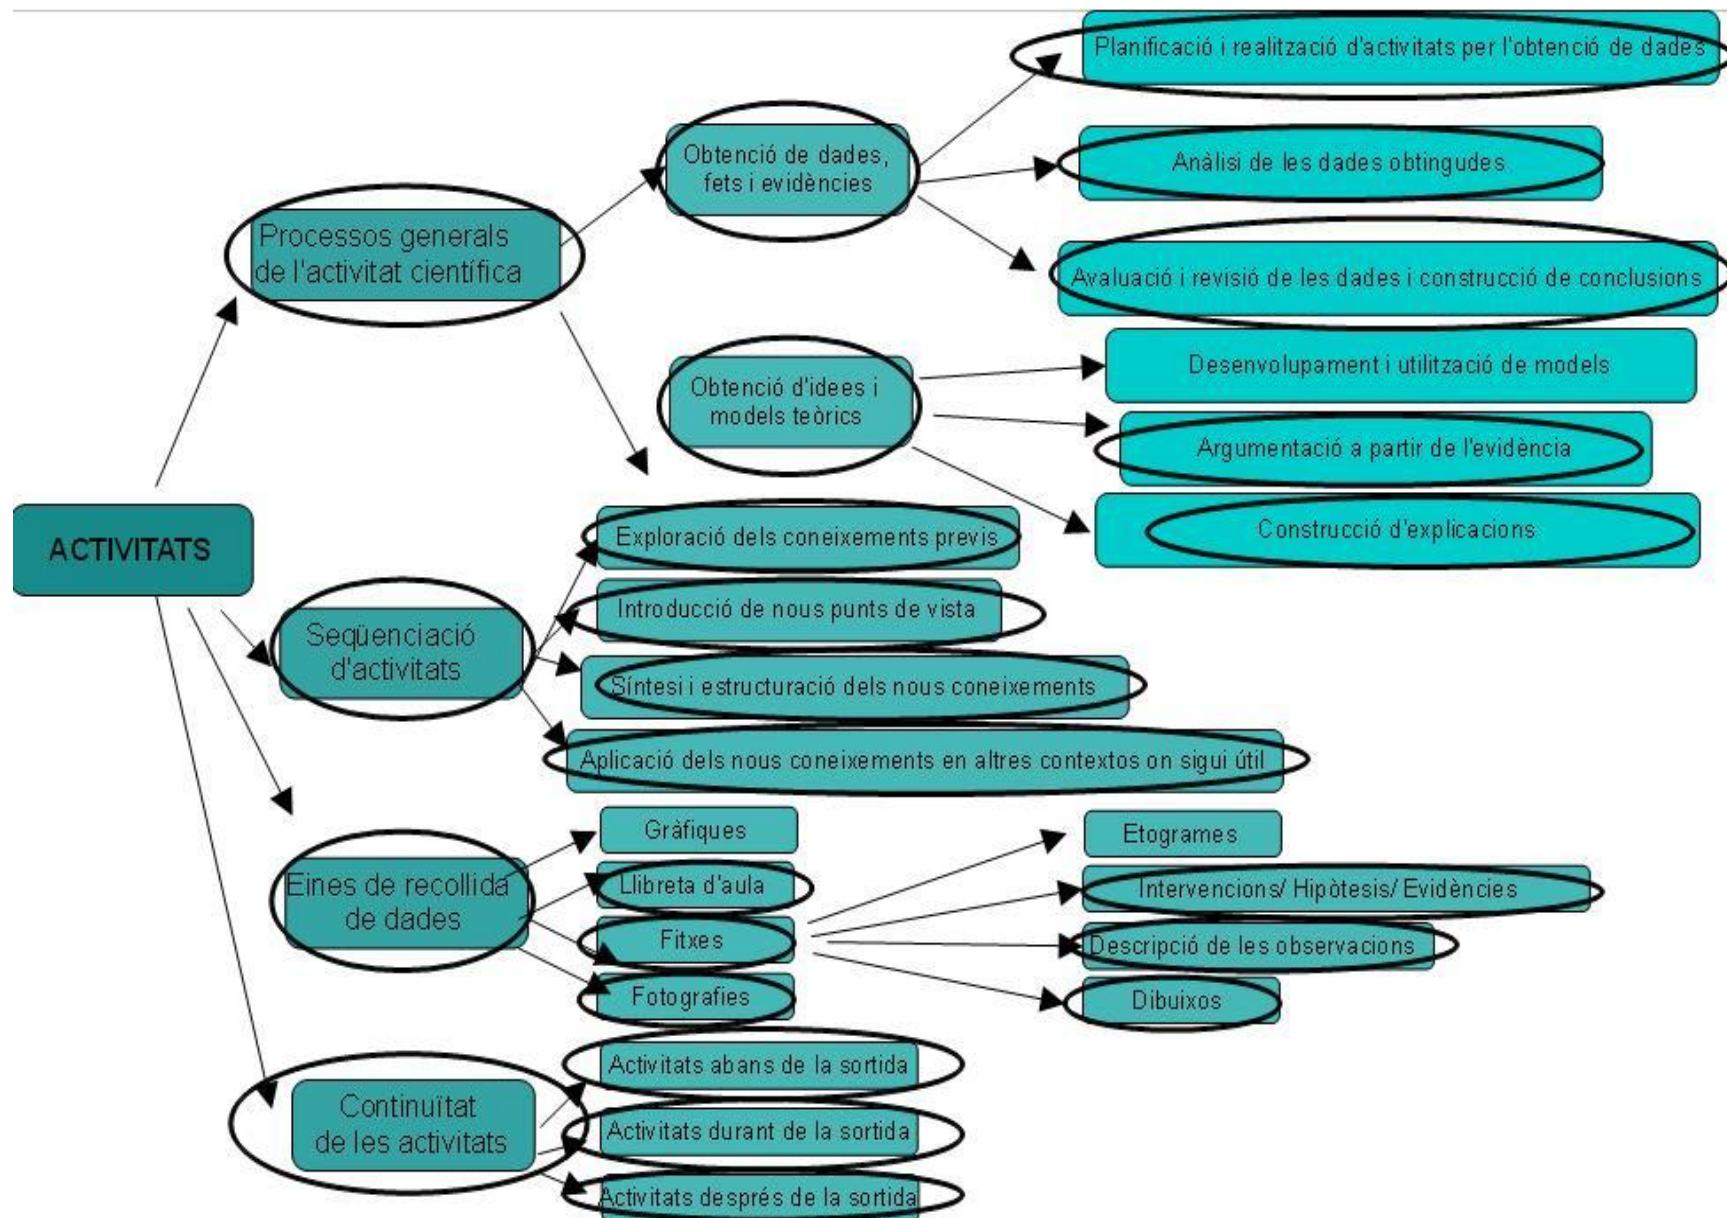 Planificació i realització d'activitats per l'obtenció de dades
Obtenció de dades,
fets i evidències
Anàlisi de les dades obtingudes
Processos generals
de l'activitat científica
Avaluació i revisió de les dades i construcció de conclusions
Obtenció d'idees i
models teòrics
Desenvolupament i utilització de models
Argumentació a partir de l'evidència
Construcció d'explicacions
ACTIVITATS
Seqüenciació
d'activitats
Exploració dels coneixements previs
Introducció de nous punts de vista
Síntesi i estructuració dels nous coneixements
Aplicació dels nous coneixements en altres contextos on sigui útil
Eines de recollida
de dades
Gràfiques
Llibreta d'aula
Fitxes
Fotografies
Etogrames
Intervencions/ Hipòtesis/ Evidències
Descripció de les observacions
Dibuixos
Continuïtat
de les activitats
Activitats abans de la sortida
Activitats durant de la sortida
Activitats després de la sortida